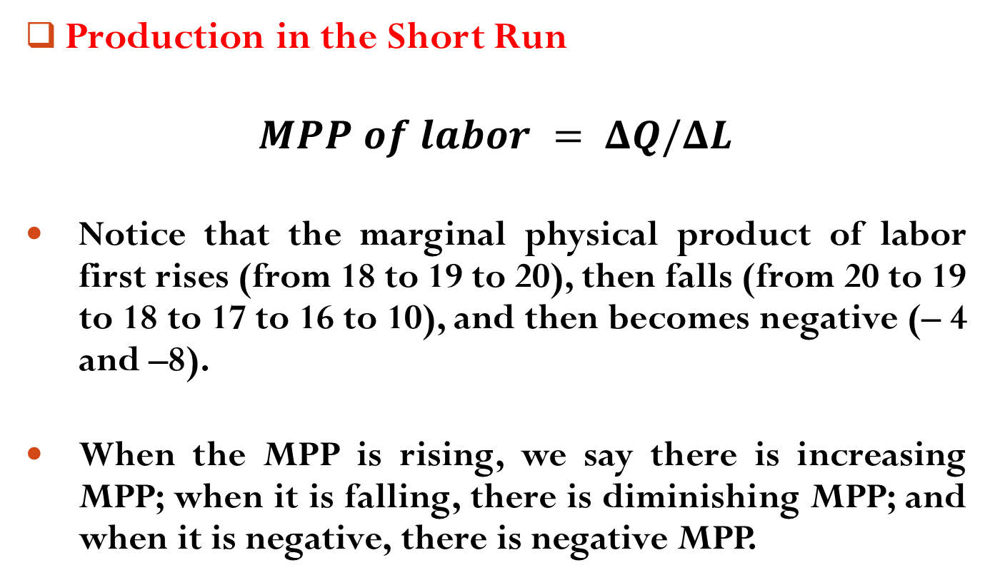 Production in the Short Run
MPP of labor = ΔQ/ΔL
• Notice that the marginal physical product of labor
first rises (from 18 to 19 to 20), then falls (from 20 to 19
to 18 to 17 to 16 to 10), and then becomes negative (– 4
and –8).
• When the MPP is rising, we say there is increasing
MPP; when it is falling, there is diminishing MPP; and
when it is negative, there is negative MPP.